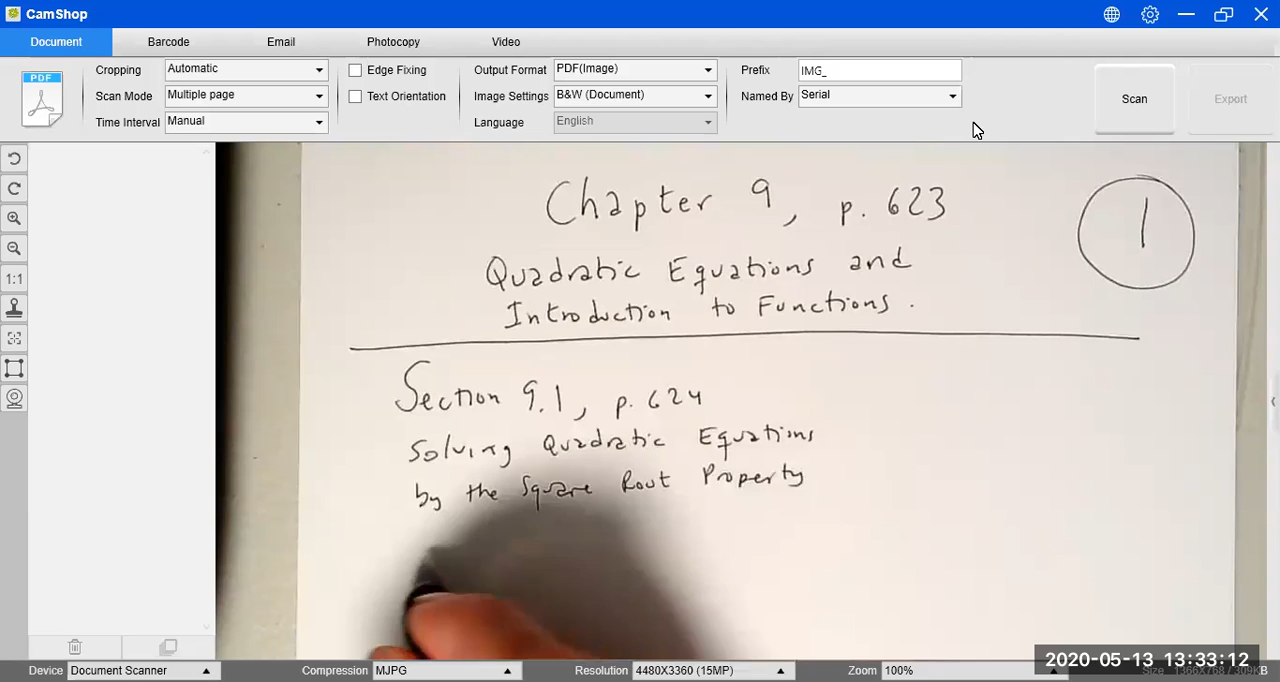 CamShop
Document Barcode Email Photocopy Video
PDF
Cropping Automatic
Scan Mode Multiple page
Time Interval Manual
Edge Fixing
Text Orientation
Output Format PDF(Image)
Image Settings B&W (Document)
Language English
Prefix IMG_
Named By Serial
Scan
Export
1:1
Chapter 9, p. 623
1
Quadratic Equations and
Introduction to Functions.
Section 9.1, p. 624
Solving Quadratic Equations
by the Square Root Property
Device Document Scanner Compression MJPG Resolution 4480X3360 (15MP) Zoom 100%
2020-05-13 13:33:12